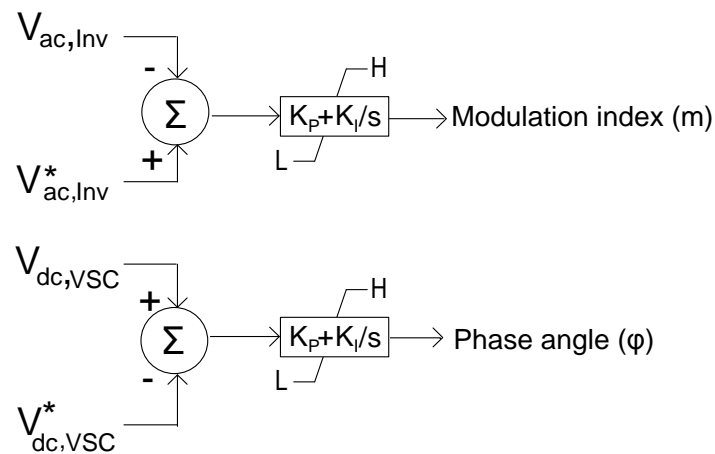 V_ac,Inv
-
H
Σ
K_P+K_I/s
Modulation index (m)
+
L
V*_ac,Inv
V_dc,VSC
+
H
Σ
K_P+K_I/s
Phase angle (φ)
-
L
V*_dc,VSC